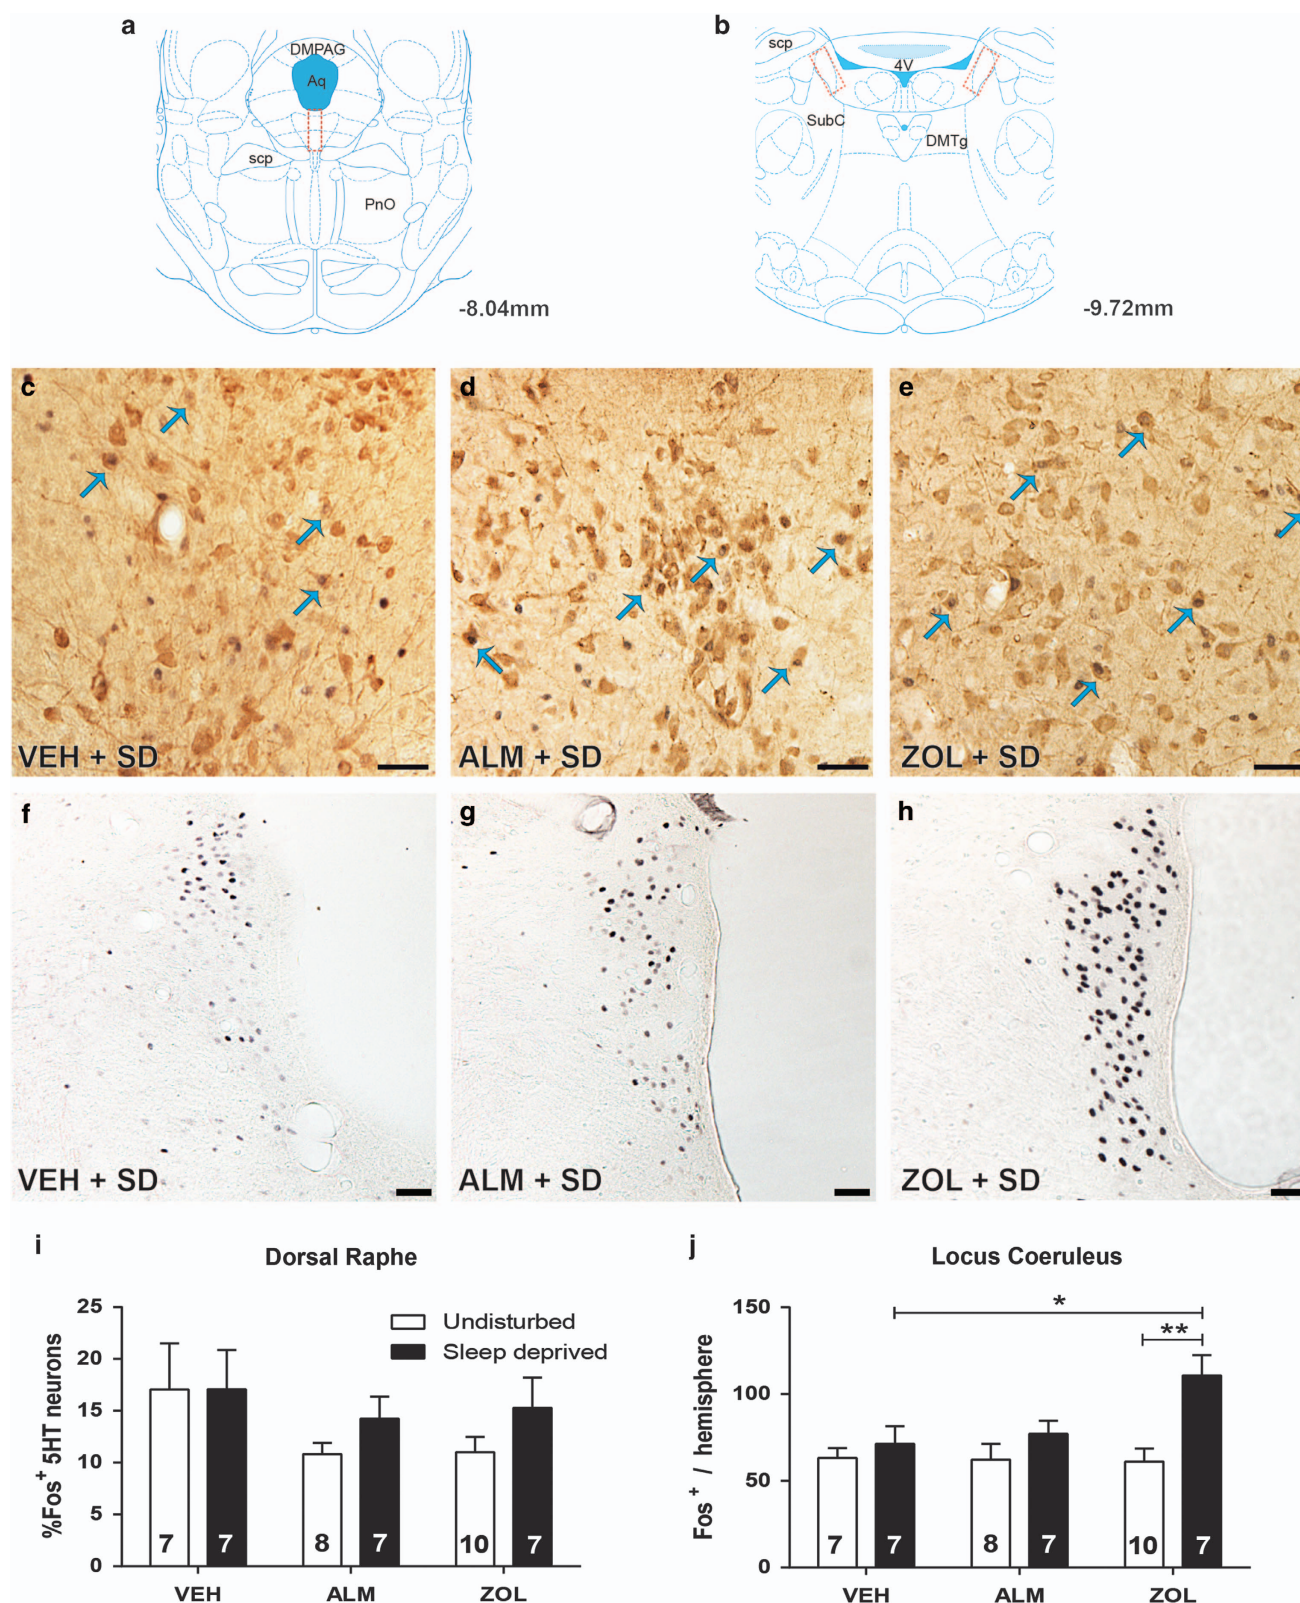 a
DMPAG
Aq
scp
PnO
-8.04mm
b
scp
4V
SubC
DMTg
-9.72mm
c
VEH + SD
d
ALM + SD
e
ZOL + SD
f
VEH + SD
g
ALM + SD
h
ZOL + SD
i
Dorsal Raphe
%Fos+ 5HT neurons
25
20
15
10
5
0
Undisturbed
Sleep deprived
7
7
8
7
10
7
VEH
ALM
ZOL
j
Locus Coeruleus
Fos + / hemisphere
150
100
50
0
*
**
7
7
8
7
10
7
VEH
ALM
ZOL